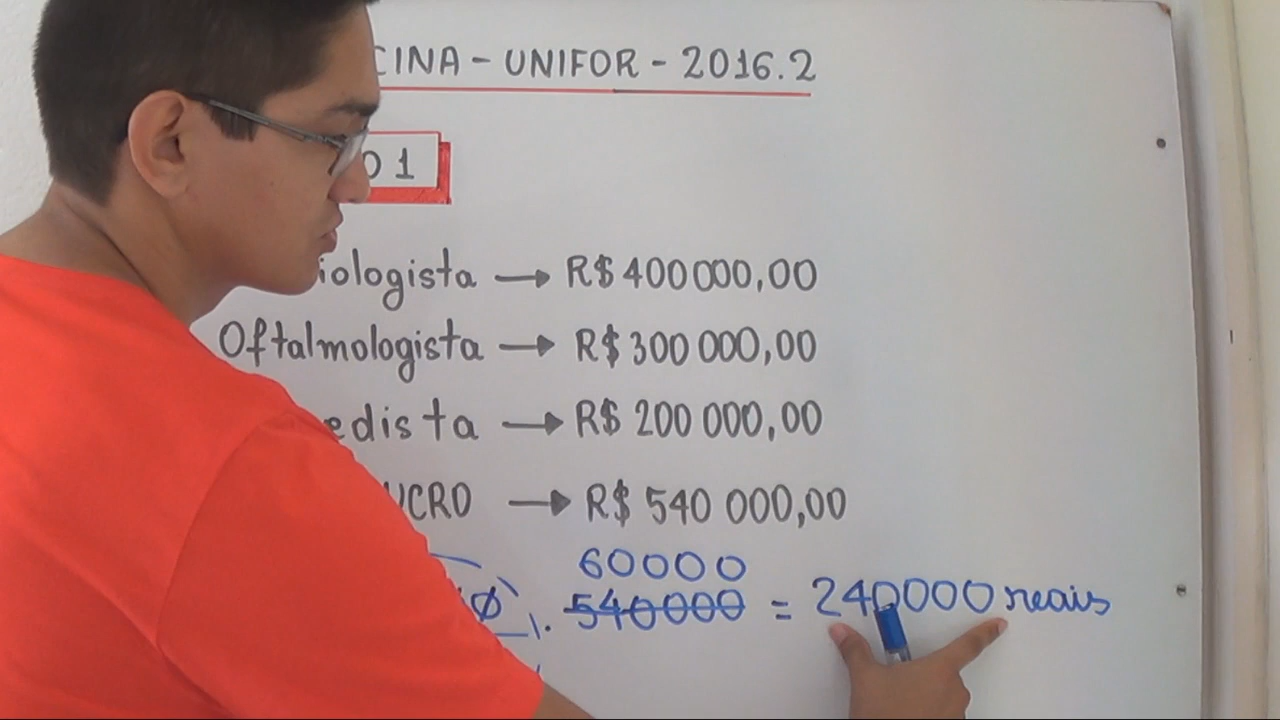 CINA - UNIFOR - 2016.2
01
iologista → R$ 400 000,00
Oftalmologista → R$ 300 000,00
edista → R$ 200 000,00
UCRO → R$ 540 000,00
60000
. 540000 = 240000 reais